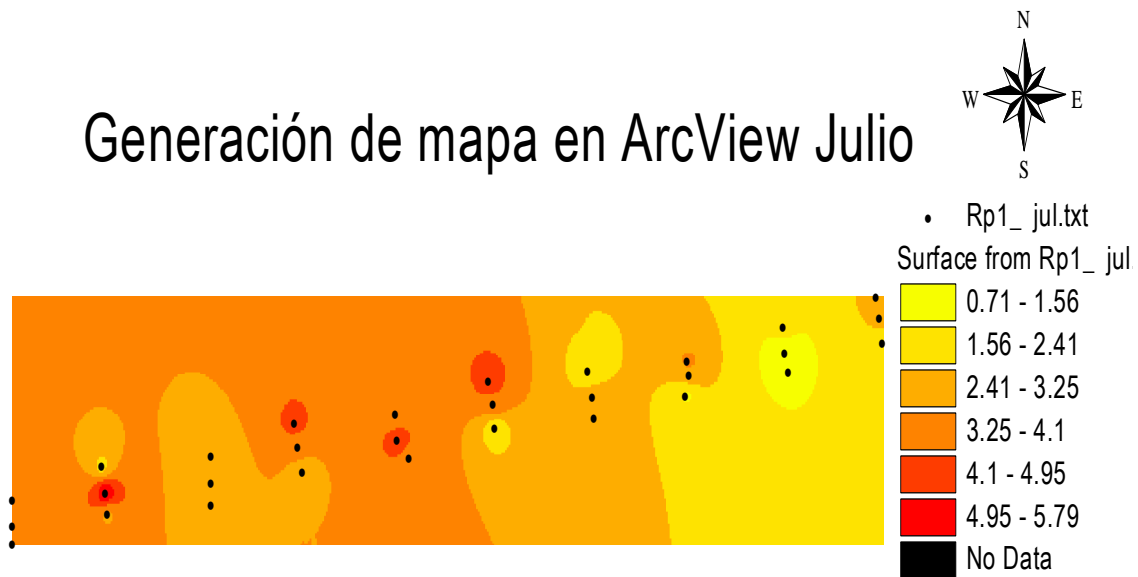 N
W E
S
Generación de mapa en ArcView Julio
Rp1_ jul.txt
Surface from Rp1_ jul.
0.71 - 1.56
1.56 - 2.41
2.41 - 3.25
3.25 - 4.1
4.1 - 4.95
4.95 - 5.79
No Data